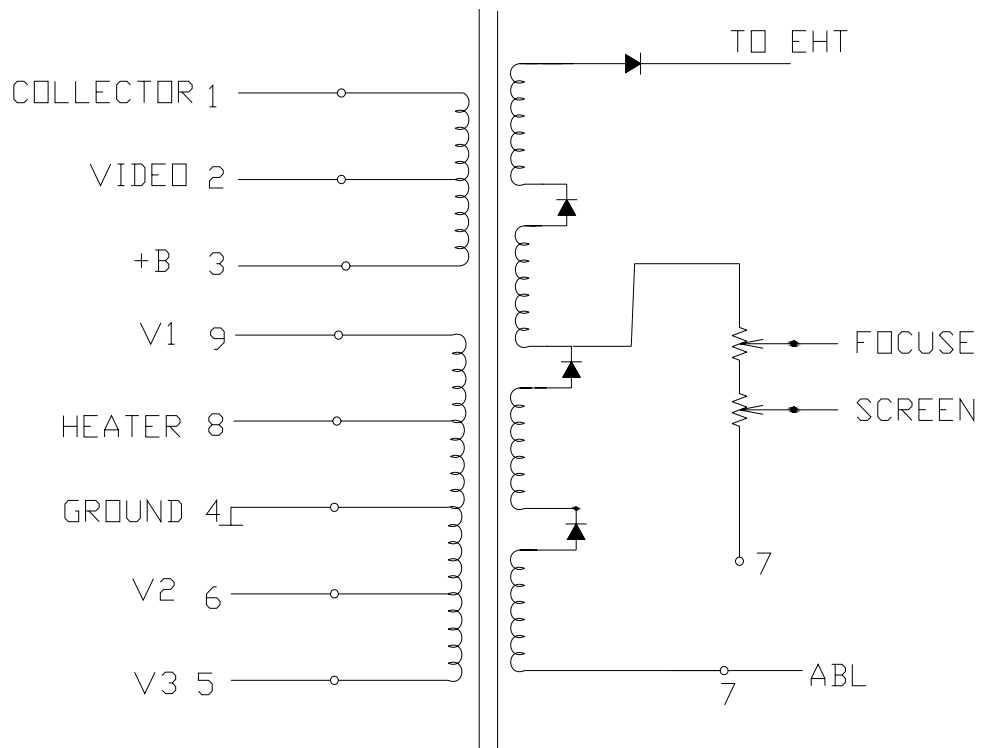 TO EHT
COLLECTOR 1
VIDEO 2
+B 3
V1 9
FOCUSE
HEATER 8
SCREEN
GROUND 4
7
V2 6
V3 5
ABL
7